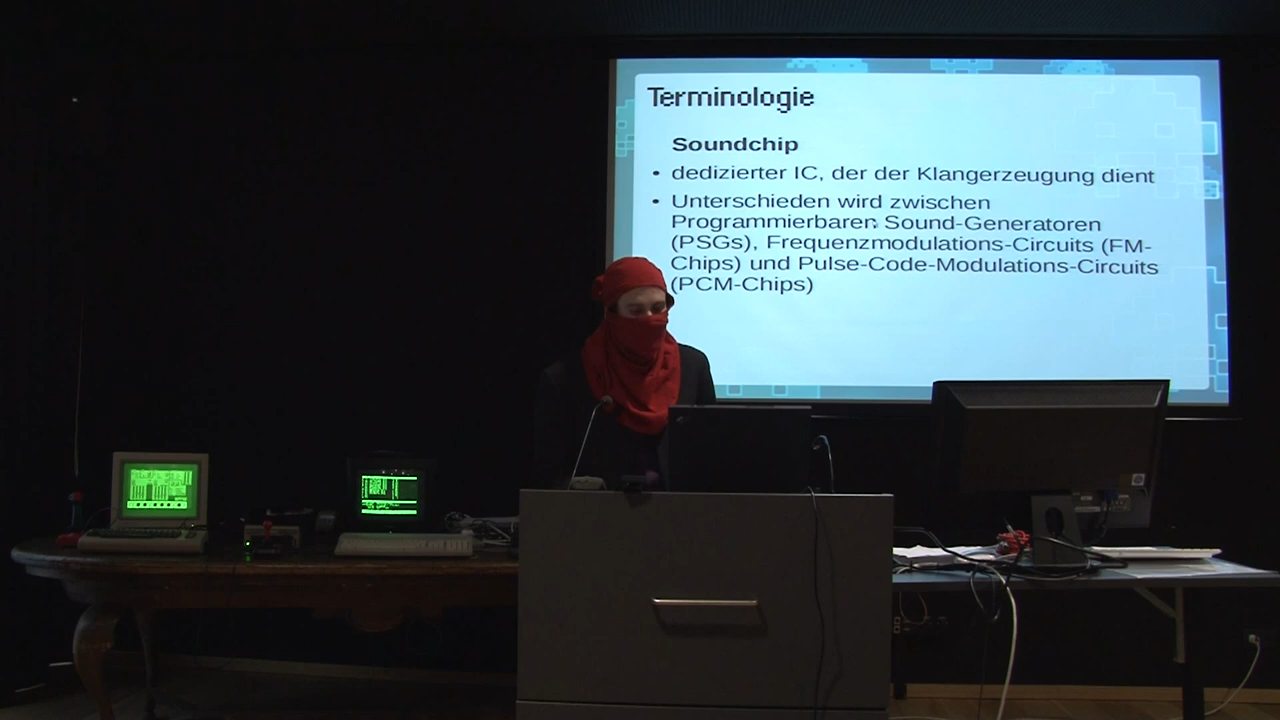 Terminologie
Soundchip
• dedizierter IC, der der Klangerzeugung dient
• Unterschieden wird zwischen
Programmierbaren Sound-Generatoren
(PSGs), Frequenzmodulations-Circuits (FM-
Chips) und Pulse-Code-Modulations-Circuits
(PCM-Chips)